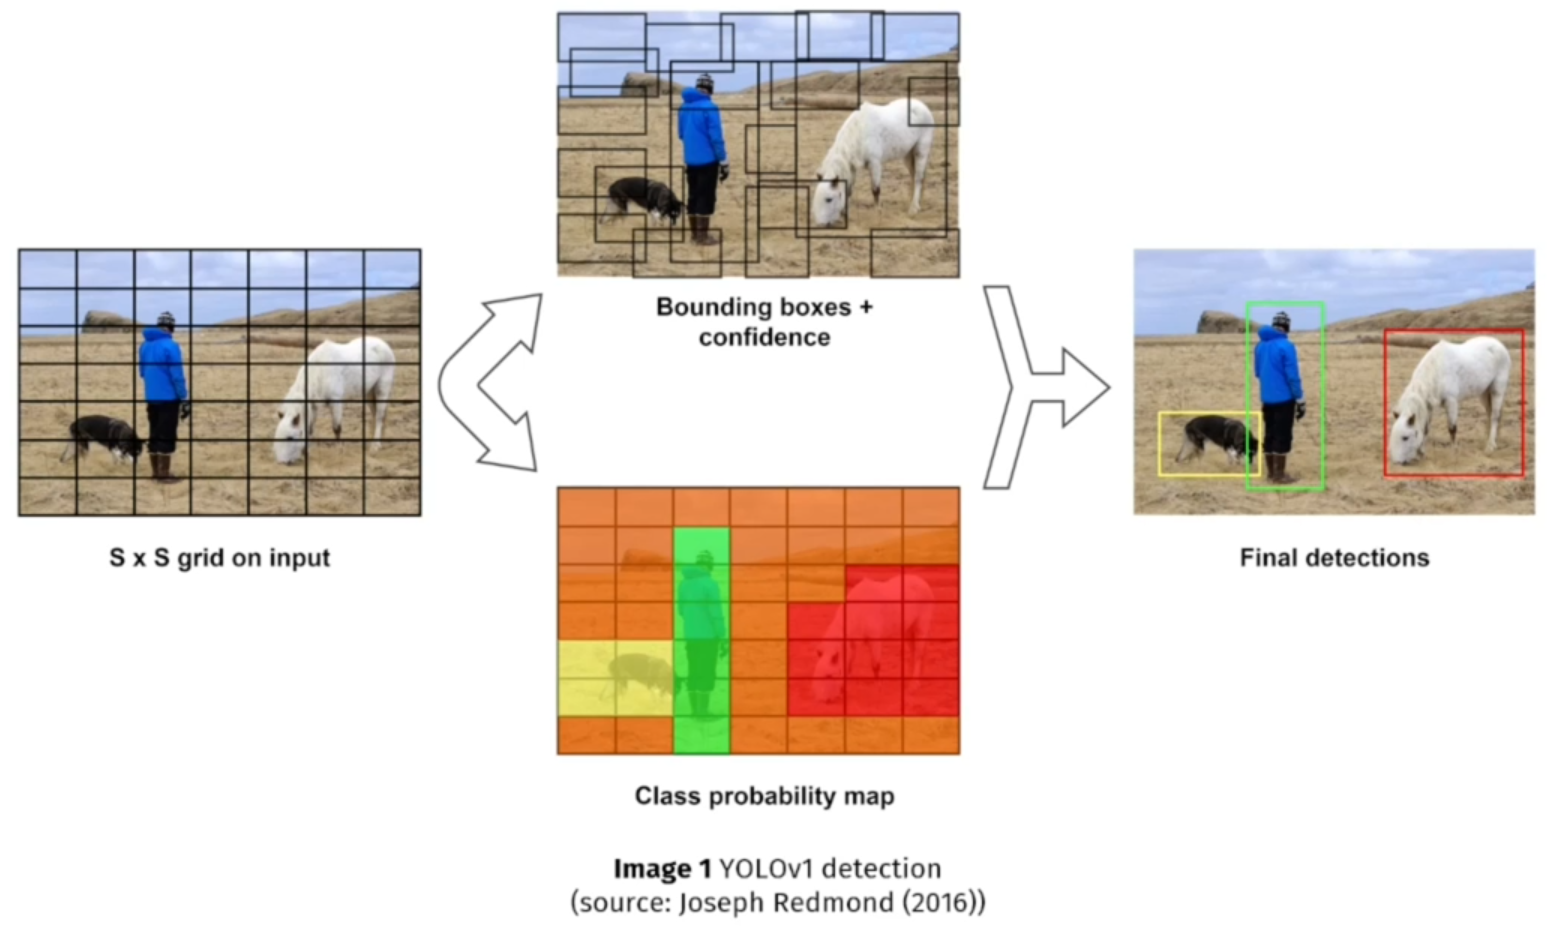 S x S grid on input
Bounding boxes +
confidence
Class probability map
Final detections
Image 1 YOLOv1 detection
(source: Joseph Redmond (2016))